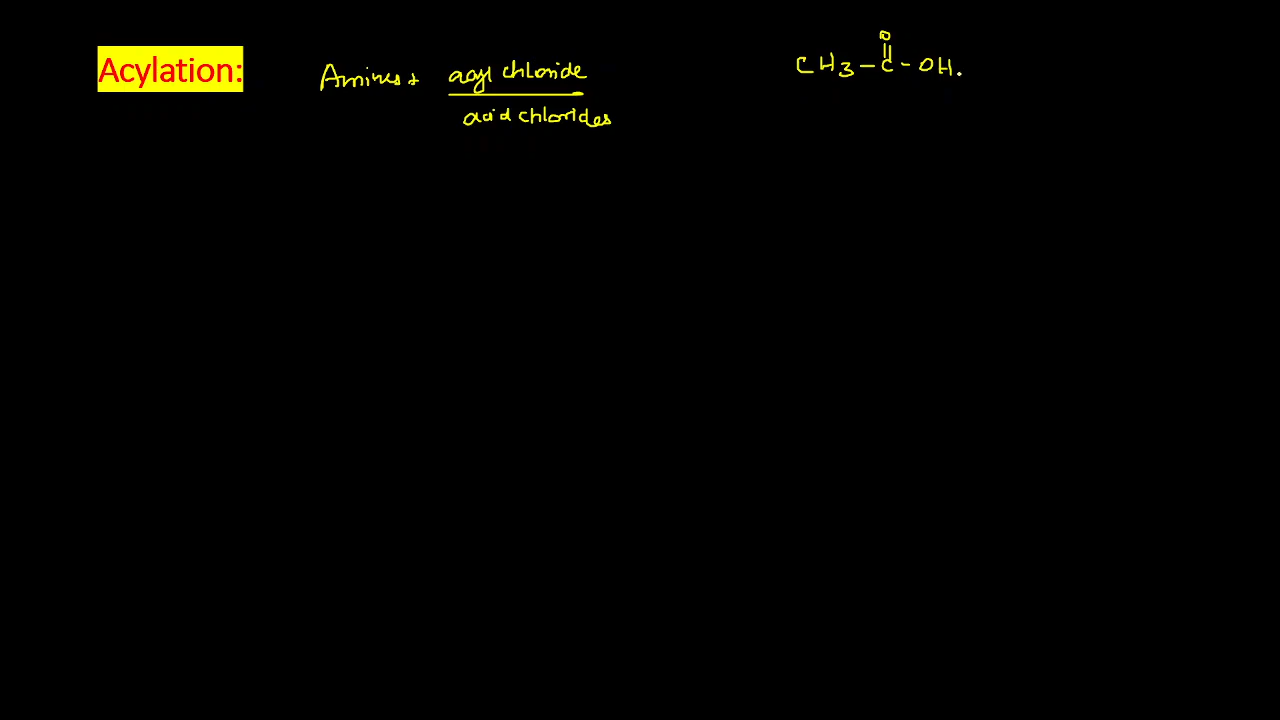 Acylation:
Amines + acyl chloride
acid chlorides
O
CH3 - C - OH.